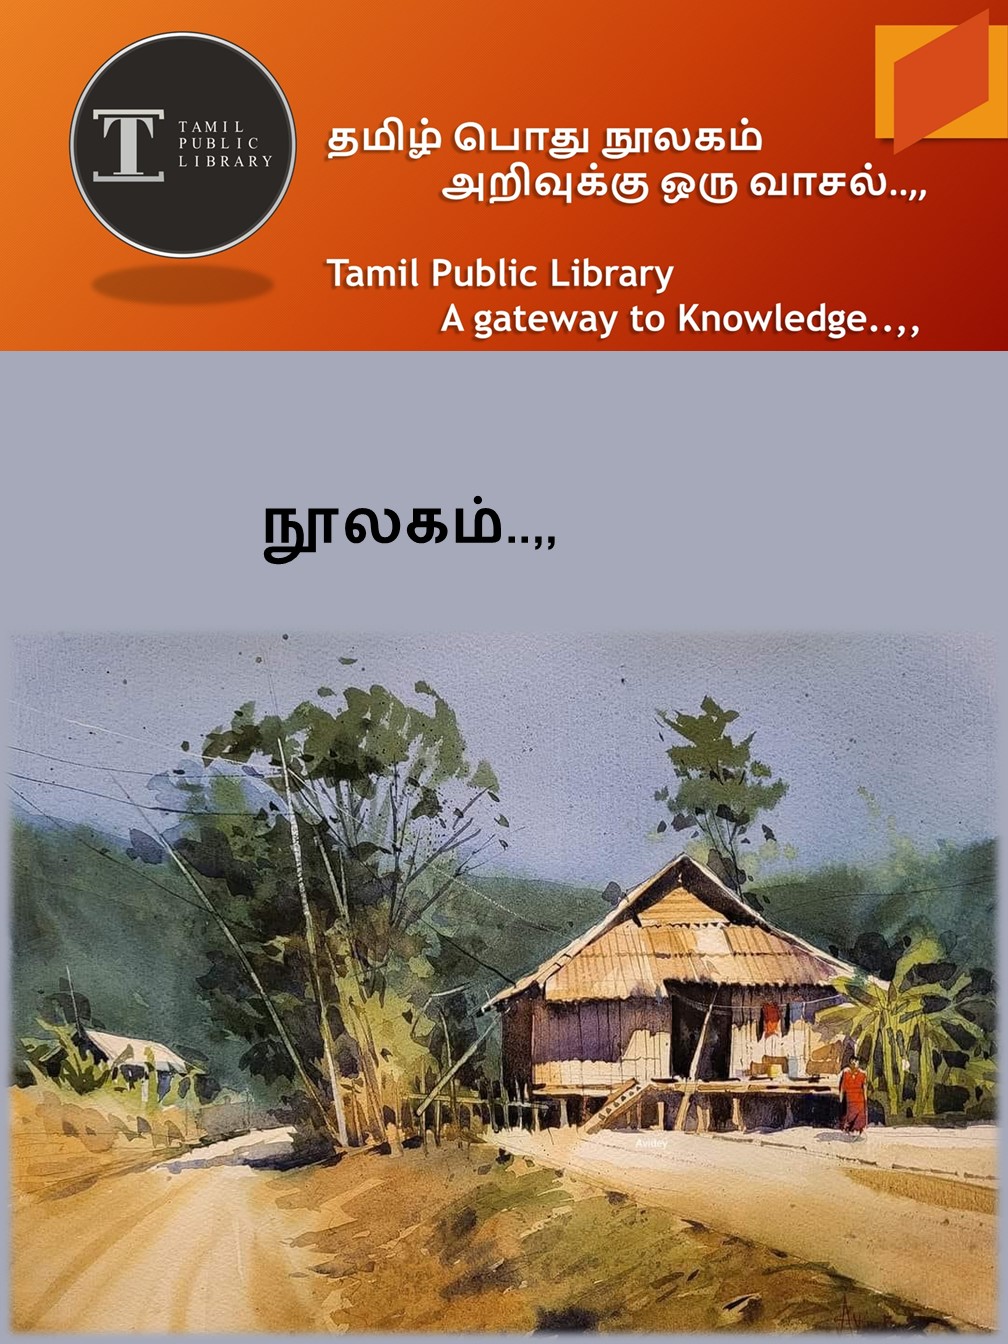 TAMIL
PUBLIC
LIBRARY
தமிழ் பொது நூலகம்
அறிவுக்கு ஒரு வாசல்..,,
Tamil Public Library
A gateway to Knowledge..,,
நூலகம்..,,
Avidey